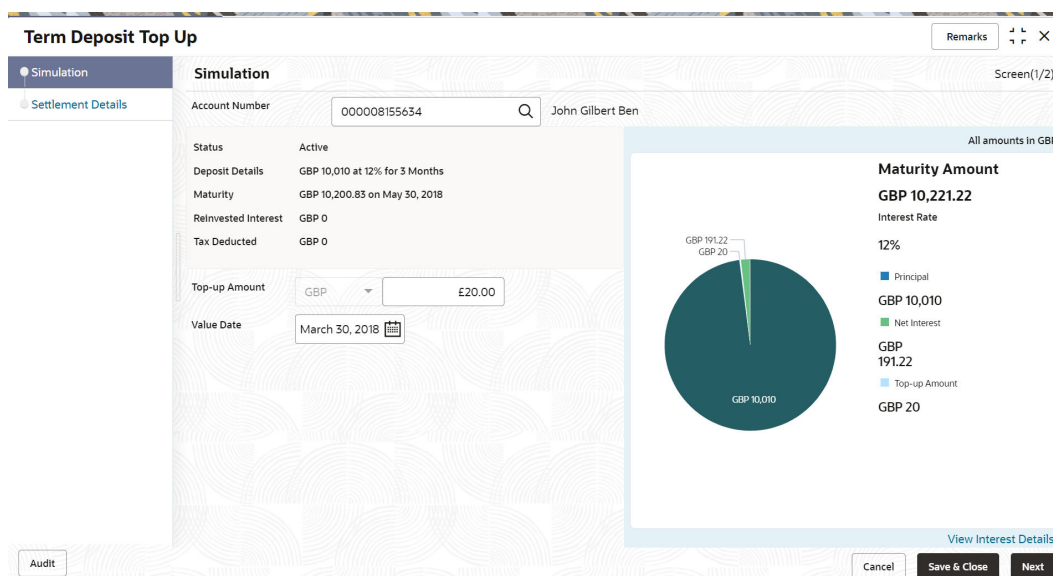 Term Deposit Top Up
Remarks
Simulation
Settlement Details
Simulation
Screen(1/2)
Account Number
000008155634
John Gilbert Ben
Status Active
Deposit Details GBP 10,010 at 12% for 3 Months
Maturity GBP 10,200.83 on May 30, 2018
Reinvested Interest GBP 0
Tax Deducted GBP 0
Top-up Amount GBP £20.00
Value Date March 30, 2018
All amounts in GBP
GBP 191.22
GBP 20
GBP 10,010
Maturity Amount
GBP 10,221.22
Interest Rate
12%
Principal
GBP 10,010
Net Interest
GBP
191.22
Top-up Amount
GBP 20
View Interest Details
Audit
Cancel
Save & Close
Next